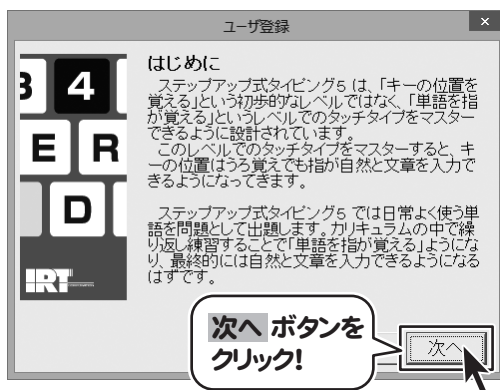 ユーザ登録
×
3 4
E R
D
IRT
はじめに
ステップアップ式タイピング5 は、「キーの位置を
覚える」という初歩的なレベルではなく、「単語を指
が覚える」というレベルでのタッチタイプをマスター
できるように設計されています。
このレベルでのタッチタイプをマスターすると、キ
ーの位置はうろ覚えでも指が自然と文章を入力で
きるようになってきます。
ステップアップ式タイピング5 では日常よく使う単
語を問題として出題します。カリキュラムの中で繰
り返し練習することで「単語を指が覚える」ようにな
り、最終的には自然と文章を入力できるようになる
はずです。
次へ ボタンを
クリック!
次へ